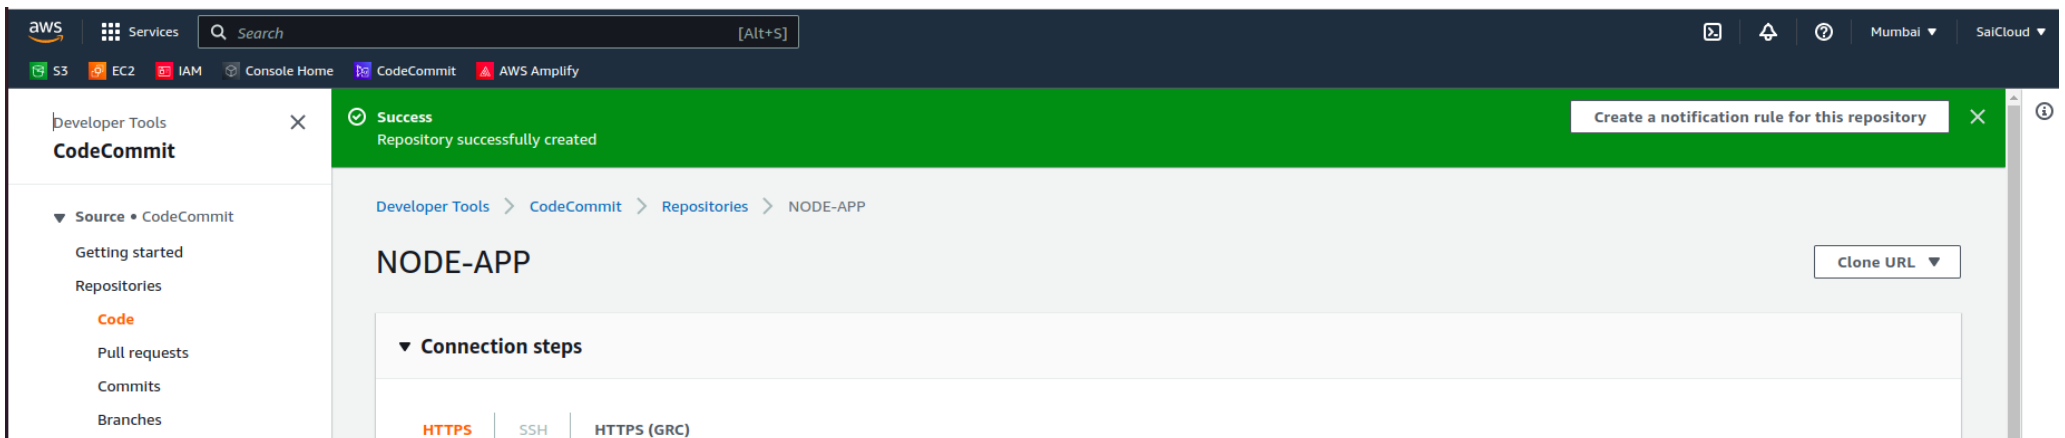 aws Services Search [Alt+S] Mumbai SaiCloud
S3 EC2 IAM Console Home CodeCommit AWS Amplify
Developer Tools
CodeCommit
Source • CodeCommit
Getting started
Repositories
Code
Pull requests
Commits
Branches
Success
Repository successfully created
Create a notification rule for this repository
Developer Tools > CodeCommit > Repositories > NODE-APP
NODE-APP
Clone URL
Connection steps
HTTPS SSH HTTPS (GRC)